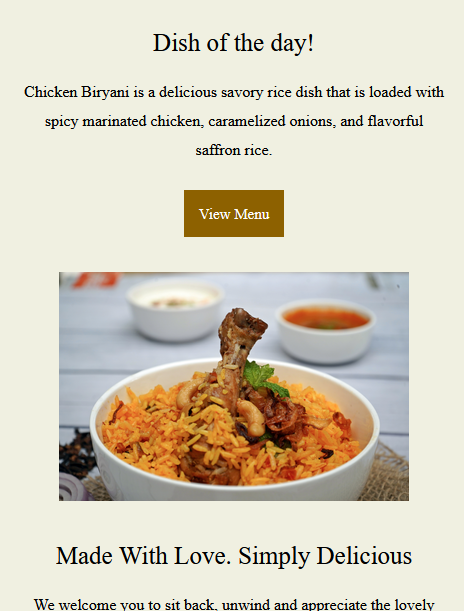 Dish of the day!
Chicken Biryani is a delicious savory rice dish that is loaded with
spicy marinated chicken, caramelized onions, and flavorful
saffron rice.
View Menu
Made With Love. Simply Delicious
We welcome you to sit back, unwind and appreciate the lovely